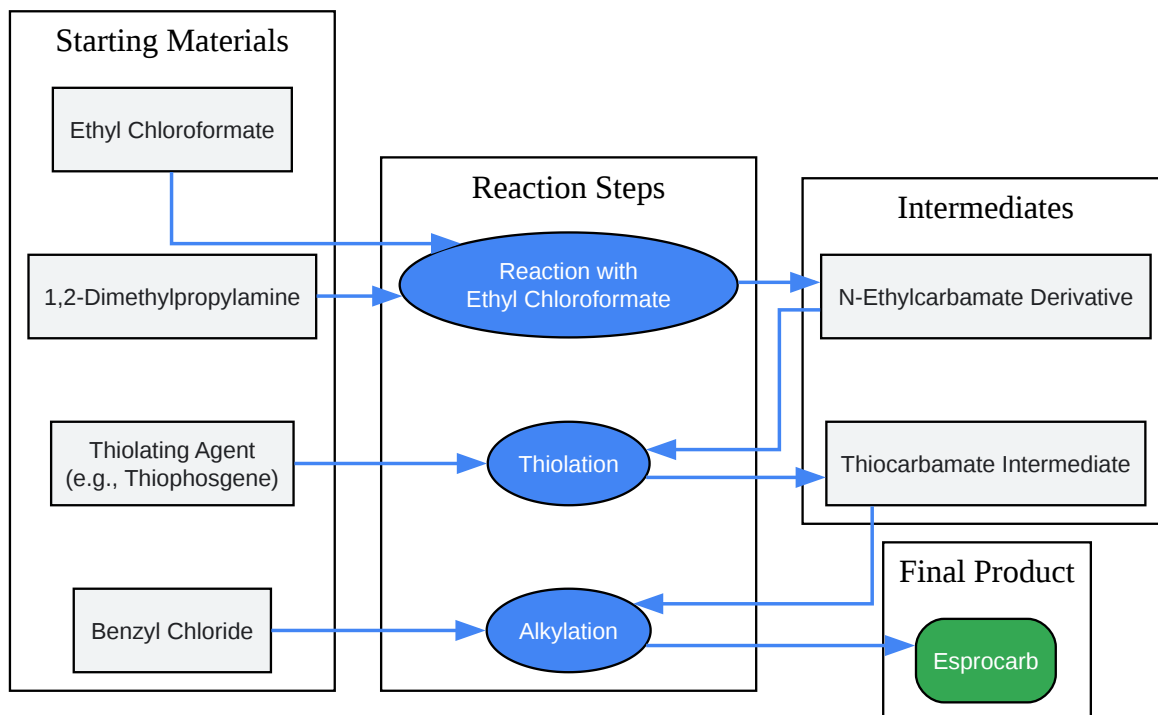 Starting Materials
Ethyl Chloroformate
1,2-Dimethylpropylamine
Thiolating Agent
(e.g., Thiophosgene)
Benzyl Chloride
Reaction Steps
Reaction with
Ethyl Chloroformate
Thiolation
Alkylation
Intermediates
N-Ethylcarbamate Derivative
Thiocarbamate Intermediate
Final Product
Esprocarb